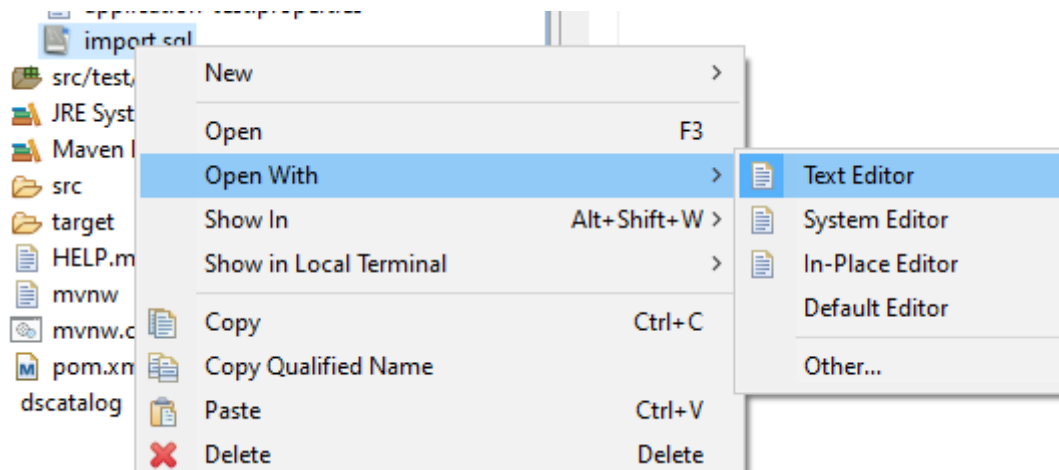 import.sql
src/test,
JRE Syst
Maven
src
target
HELP.m
mvnw
mvnw.c
pom.xm
dscatalog
New
Open F3
Open With
Show In Alt+Shift+W
Show in Local Terminal
Copy Ctrl+C
Copy Qualified Name
Paste Ctrl+V
Delete Delete
Text Editor
System Editor
In-Place Editor
Default Editor
Other...